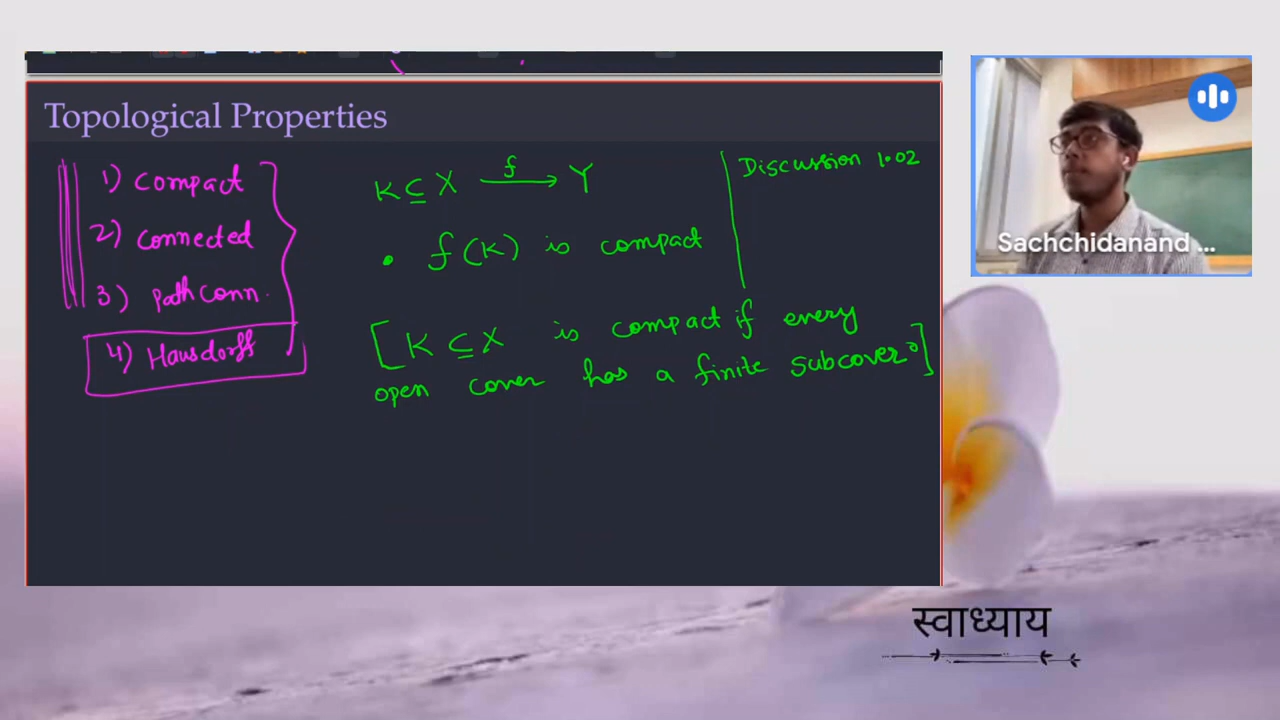 Topological Properties
1) Compact
2) Connected
3) Path conn.
4) Hausdorff
K ⊆ X f→ Y
Discussion 1.02
• f(K) is compact
[K ⊆ X is compact if every
open cover has a finite subcover.]
Sachchidanand ...
स्वाध्याय